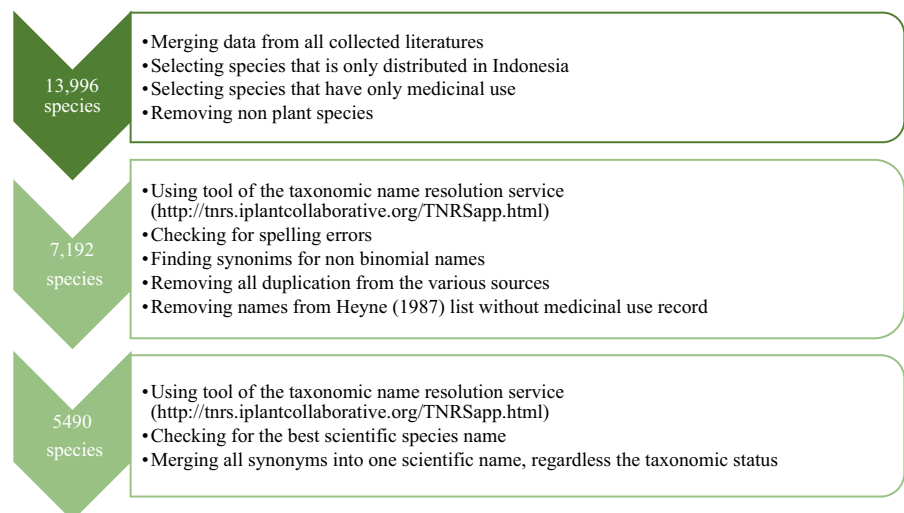 13,996
species
•Merging data from all collected literatures
•Selecting species that is only distributed in Indonesia
•Selecting species that have only medicinal use
•Removing non plant species
7,192
species
•Using tool of the taxonomic name resolution service
(http://tnrs.iplantcollaborative.org/TNRSapp.html)
•Checking for spelling errors
•Finding synonims for non binomial names
•Removing all duplication from the various sources
•Removing names from Heyne (1987) list without medicinal use record
5490
species
•Using tool of the taxonomic name resolution service
(http://tnrs.iplantcollaborative.org/TNRSapp.html)
•Checking for the best scientific species name
•Merging all synonyms into one scientific name, regardless the taxonomic status